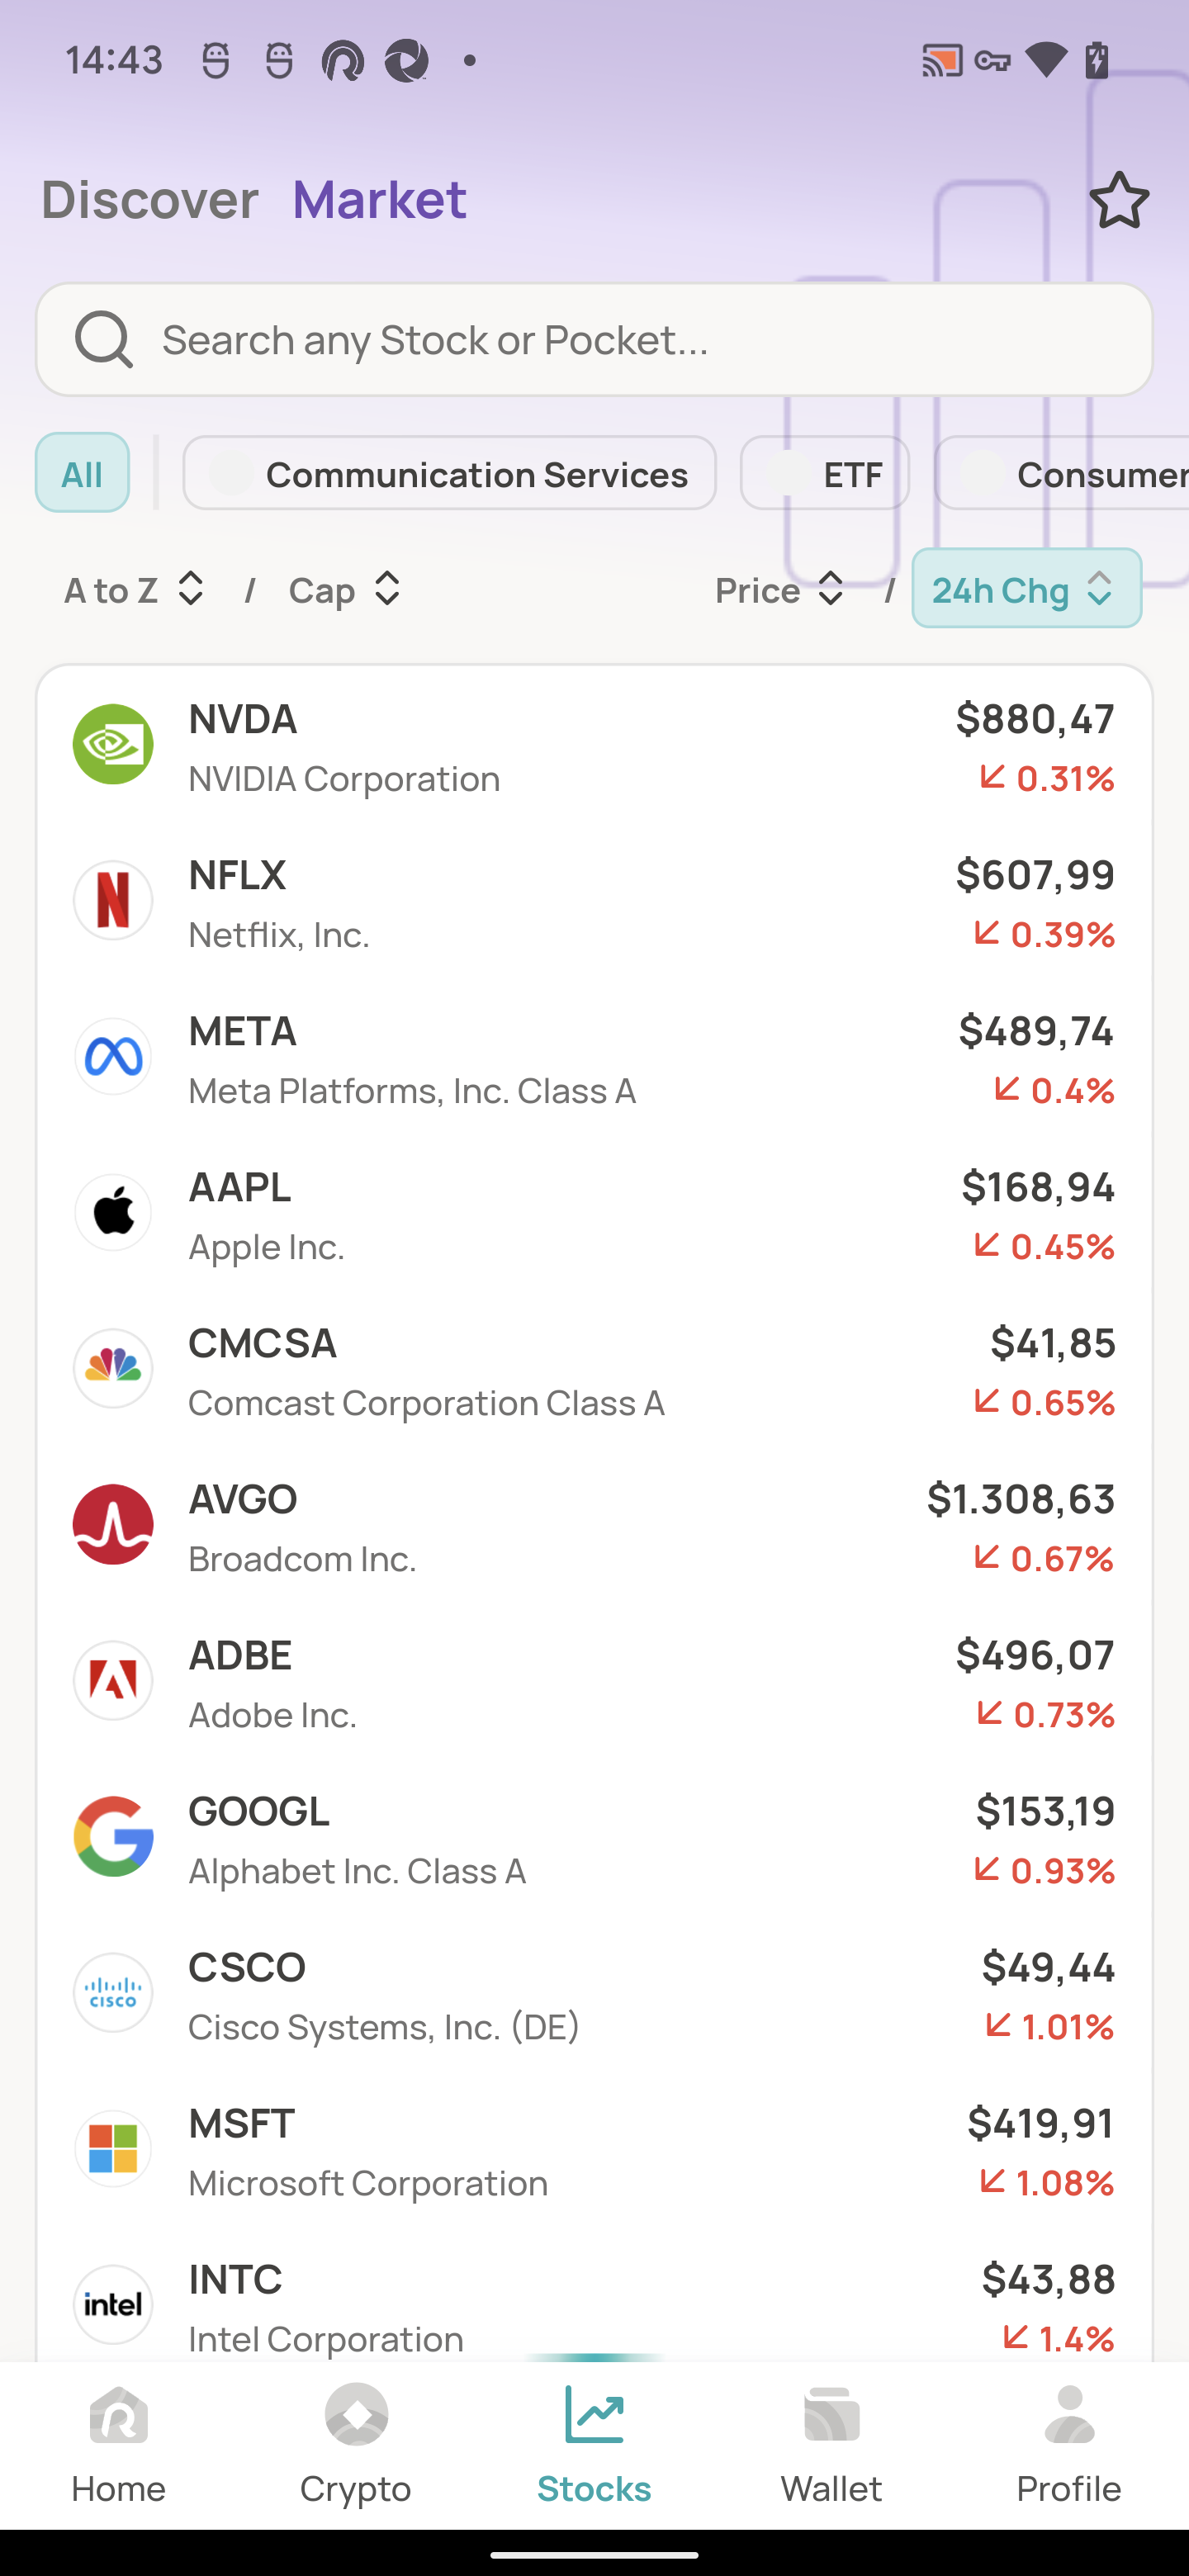 14:43
Discover Market
Search any Stock or Pocket...
All Communication Services ETF Consumer
A to Z / Cap Price / 24h Chg
NVDA $880,47
NVIDIA Corporation 0.31%
NFLX $607,99
Netflix, Inc. 0.39%
META $489,74
Meta Platforms, Inc. Class A 0.4%
AAPL $168,94
Apple Inc. 0.45%
CMCSA $41,85
Comcast Corporation Class A 0.65%
AVGO $1.308,63
Broadcom Inc. 0.67%
ADBE $496,07
Adobe Inc. 0.73%
GOOGL $153,19
Alphabet Inc. Class A 0.93%
CSCO $49,44
CISCO
Cisco Systems, Inc. (DE) 1.01%
MSFT $419,91
Microsoft Corporation 1.08%
INTC $43,88
intel
Intel Corporation 1.4%
Home Crypto Stocks Wallet Profile